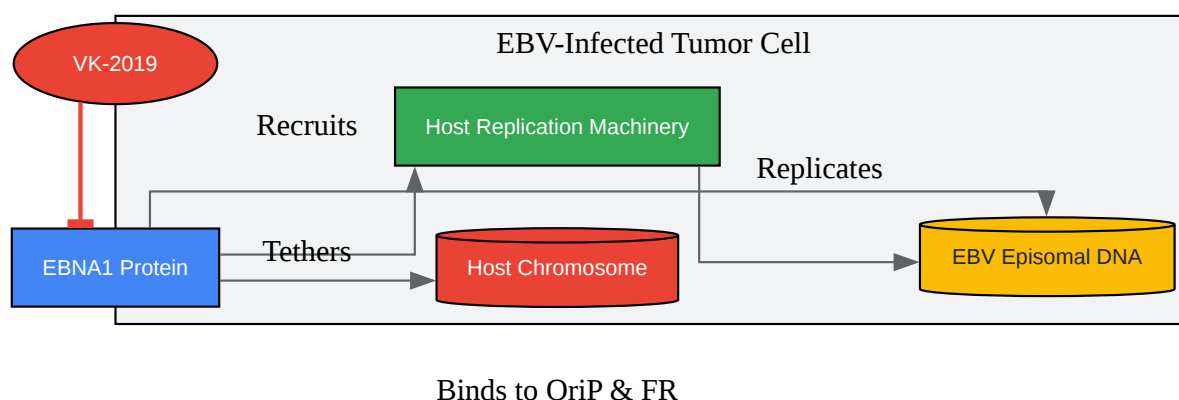 EBV-Infected Tumor Cell
VK-2019
Recruits
Host Replication Machinery
Replicates
EBNA1 Protein
Tethers
Host Chromosome
EBV Episomal DNA
Binds to OriP & FR